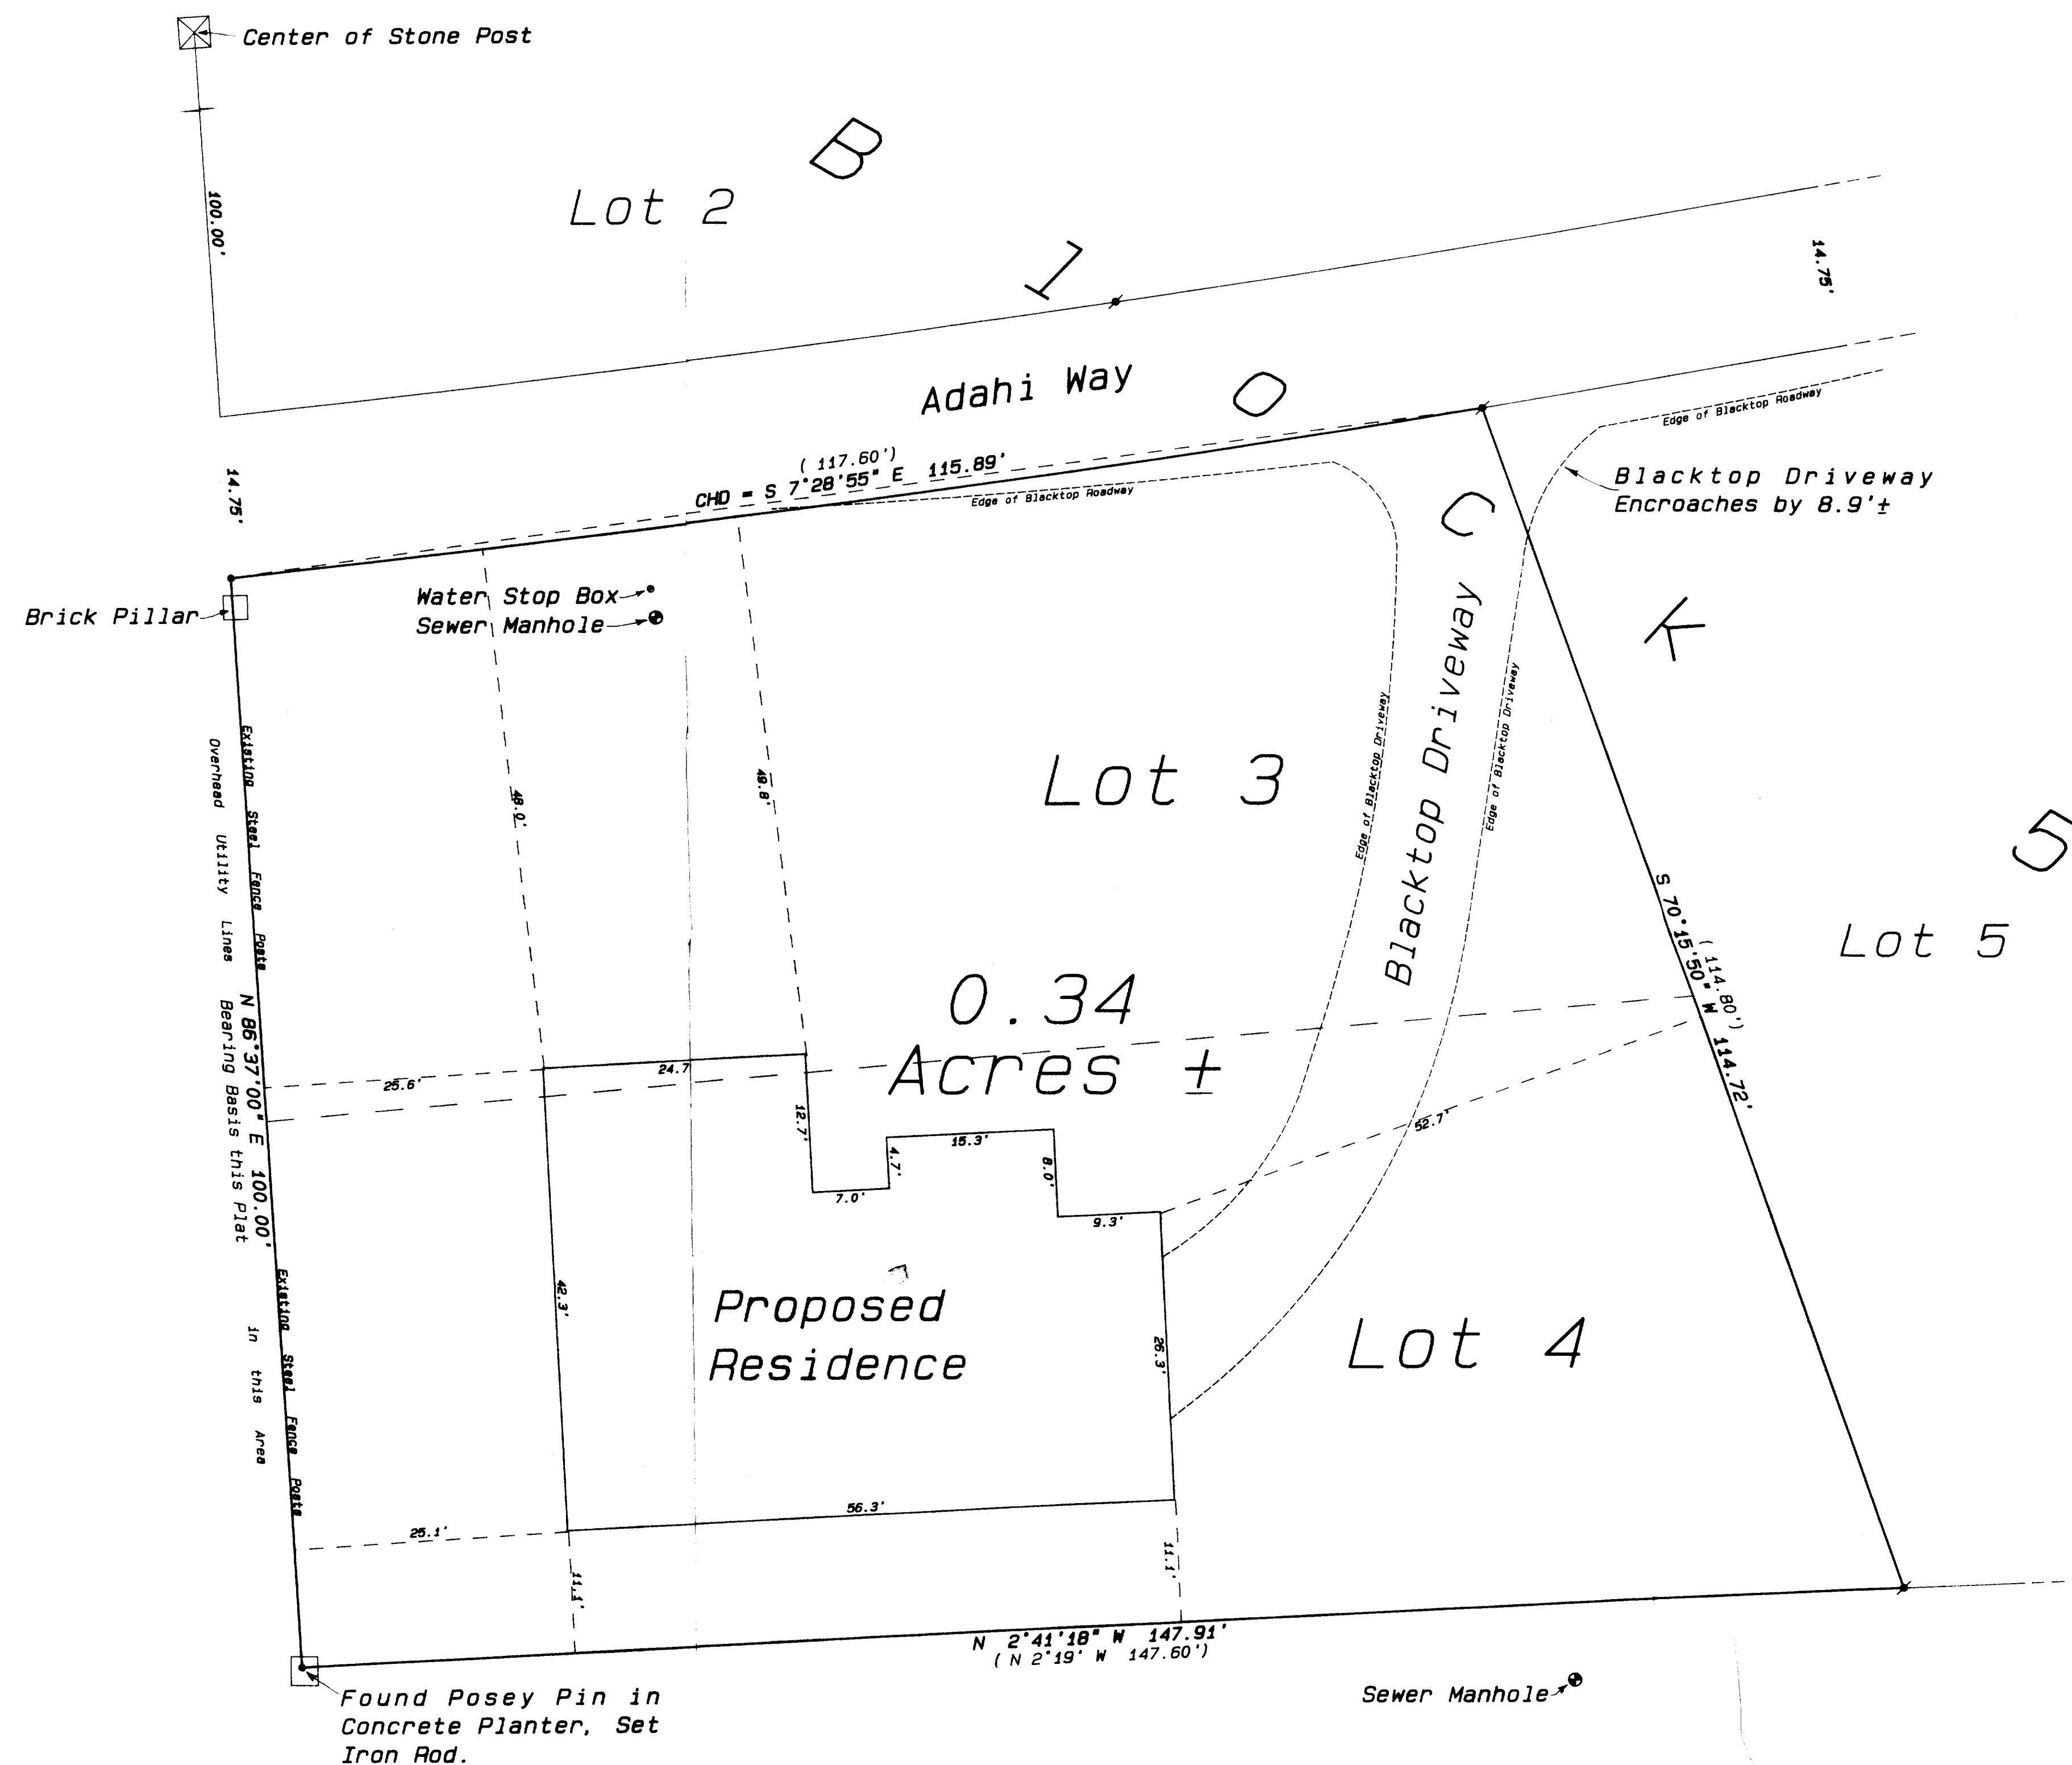 Center of Stone Post
B
Lot 2
100.00'
l
14.75'
Adahi Way
O
Edge of Blacktop Roadway
( 117.60')
CHD = S 7°28'55" E 115.89'
14.75'
Edge of Blacktop Roadway
Blacktop Driveway
Encroaches by 8.9'±
C
Water Stop Box
Brick Pillar
Sewer Manhole
K
Existing Steel Fence Posts
Overhead Utility Lines
48.0'
49.8'
Lot 3
Edge of Blacktop Driveway
Blacktop Driveway
Edge of Blacktop Driveway
5
S 70°15'50" W 114.72'
( 114.80')
Lot 5
0.34
Acres ±
N 86°37'00" E 100.00'
Bearing Basis this Plat
25.6'
24.7
12.7'
4.7'
15.3'
8.0'
52.7'
7.0'
9.3'
42.3'
Proposed
Residence
26.3'
Lot 4
Existing Steel Fence Posts
in this Area
56.3'
25.1'
11.1'
11.1'
N 2°41'18" W 147.91'
( N 2°19' W 147.60')
Found Posey Pin in
Concrete Planter, Set
Iron Rod.
Sewer Manhole